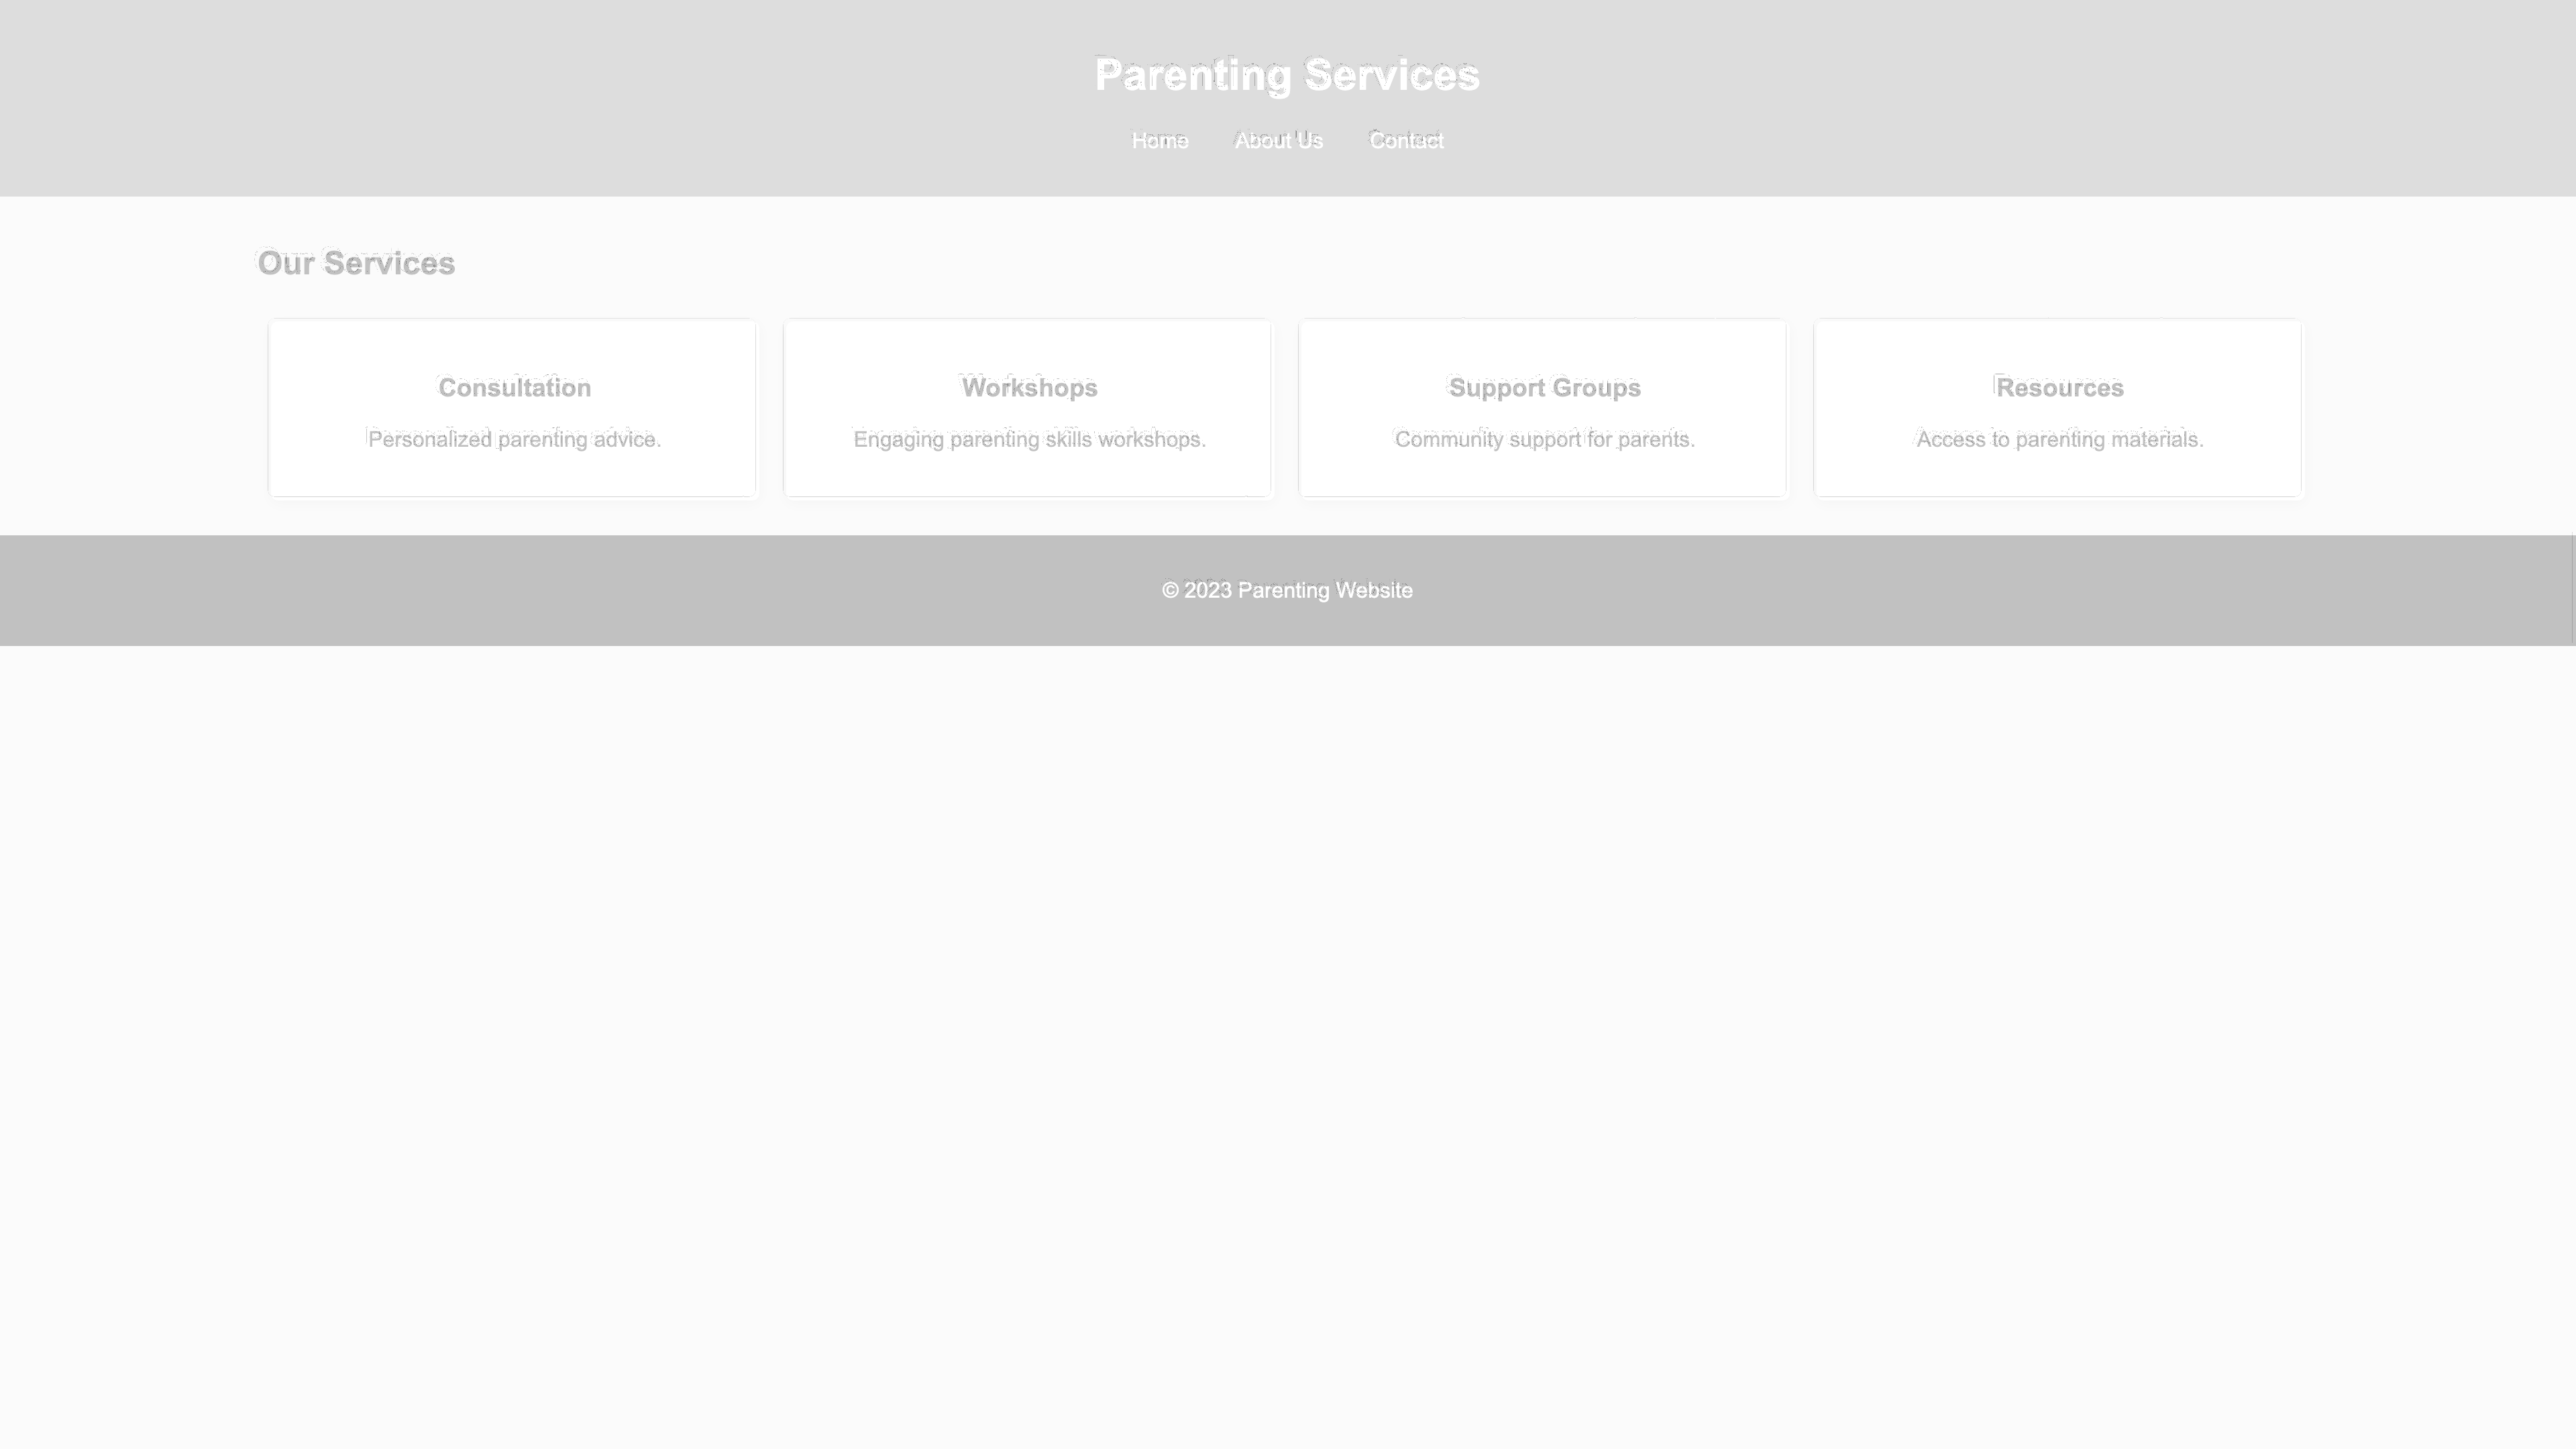 Parenting Services
Home About Us Contact
Our Services
Consultation
Personalized parenting advice.
Workshops
Engaging parenting skills workshops.
Support Groups
Community support for parents.
Resources
Access to parenting materials.
© 2023 Parenting Website